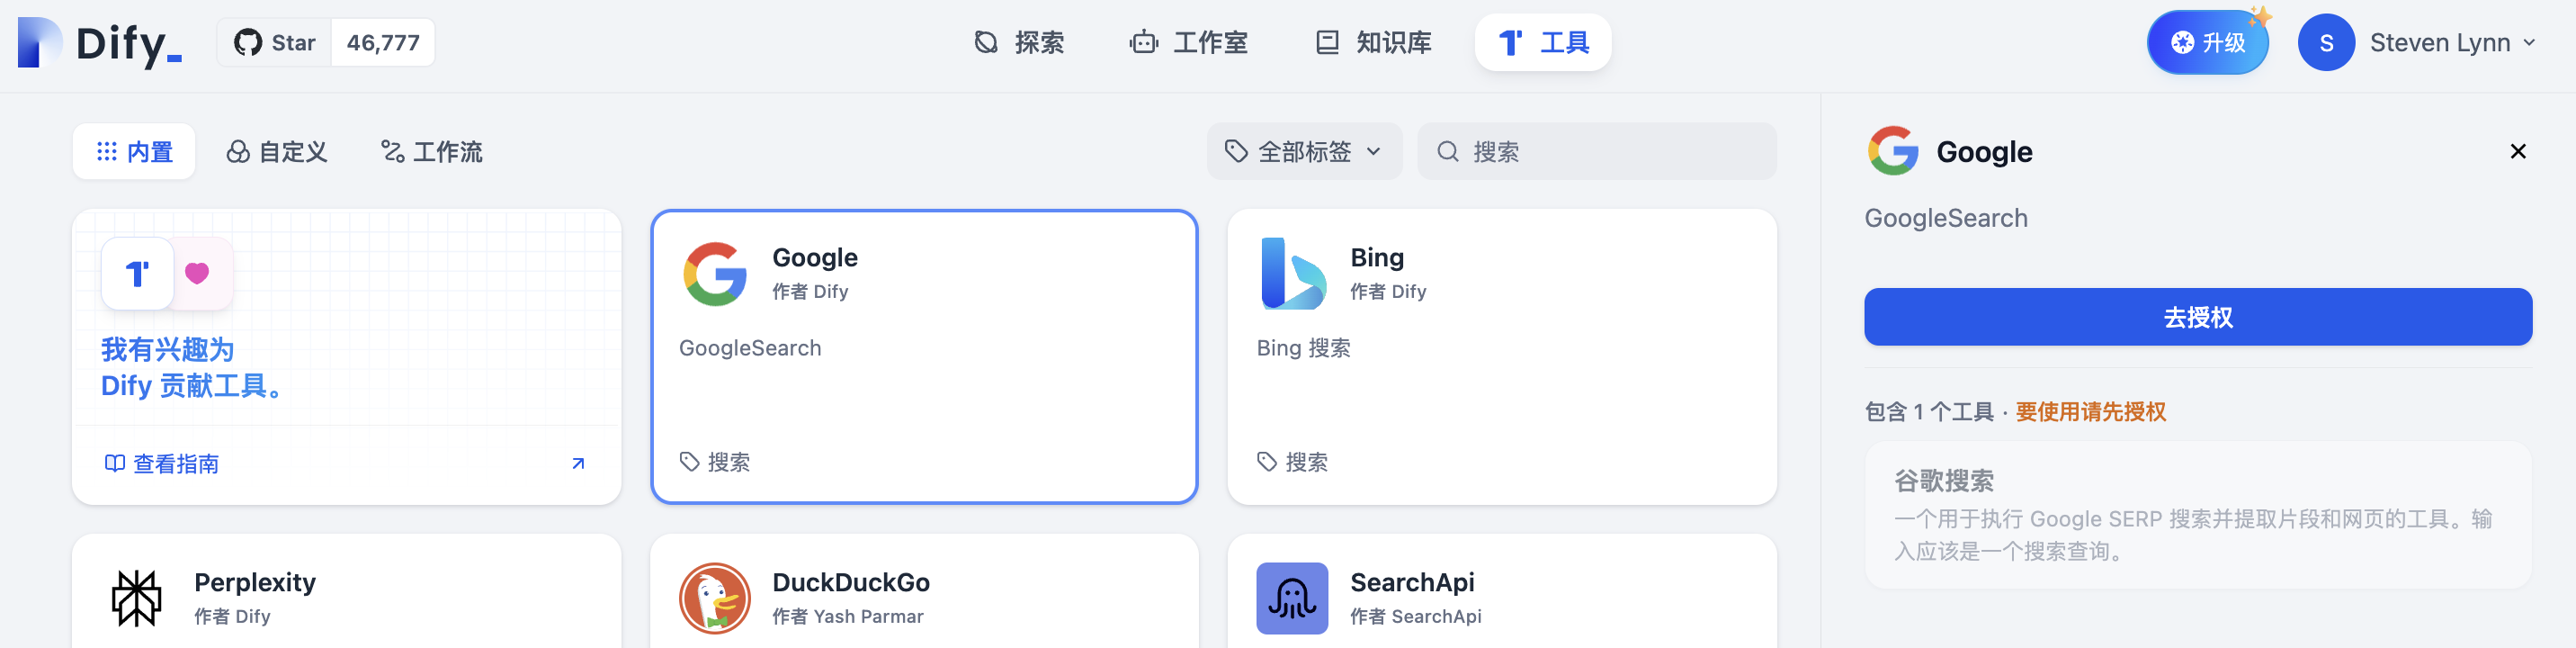 Dify_
Star 46,777
探索
工作室
知识库
工具
升级
S
Steven Lynn
内置
自定义
工作流
全部标签
搜索
我有兴趣为
Dify 贡献工具。
查看指南
Google
作者 Dify
GoogleSearch
搜索
Bing
作者 Dify
Bing 搜索
搜索
Perplexity
作者 Dify
DuckDuckGo
作者 Yash Parmar
SearchApi
作者 SearchApi
Google
GoogleSearch
去授权
包含 1 个工具 · 要使用请先授权
谷歌搜索
一个用于执行 Google SERP 搜索并提取片段和网页的工具。输
入应该是一个搜索查询。